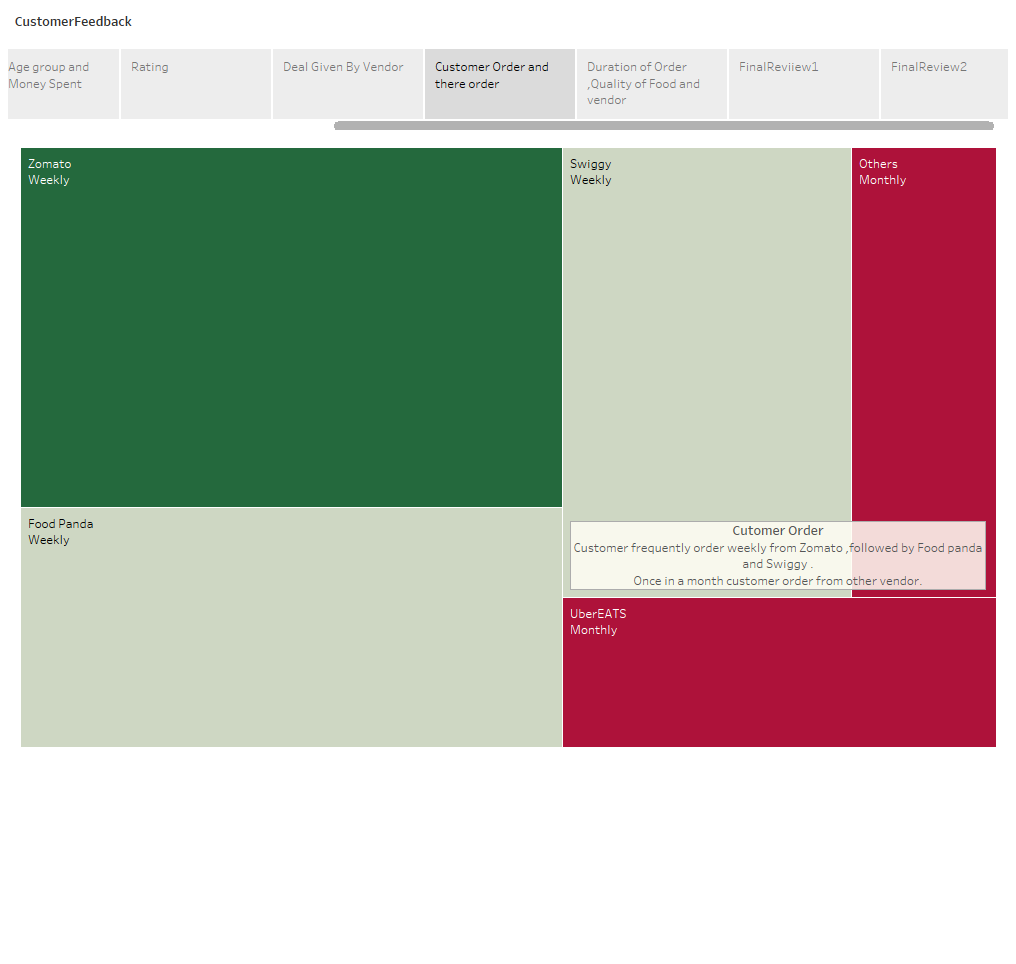 CustomerFeedback
Age group and
Money Spent
Rating
Deal Given By Vendor
Customer Order and
there order
Duration of Order
,Quality of Food and
vendor
FinalReviiew1
FinalReview2
Zomato
Weekly
Swiggy
Weekly
Others
Monthly
Food Panda
Weekly
Cutomer Order
Customer frequently order weekly from Zomato ,followed by Food panda
and Swiggy .
Once in a month customer order from other vendor.
UberEATS
Monthly